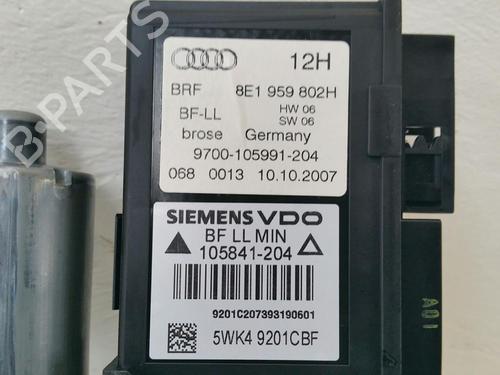 12H
BRF 8E1 959 802H
BF-LL HW 06
SW 06
brose Germany
9700-105991-204
068 0013 10.10.2007
SIEMENS VDO
BF LL MIN
105841-204
9201C207393190601
5WK4 9201CBF
A01
B-Parts